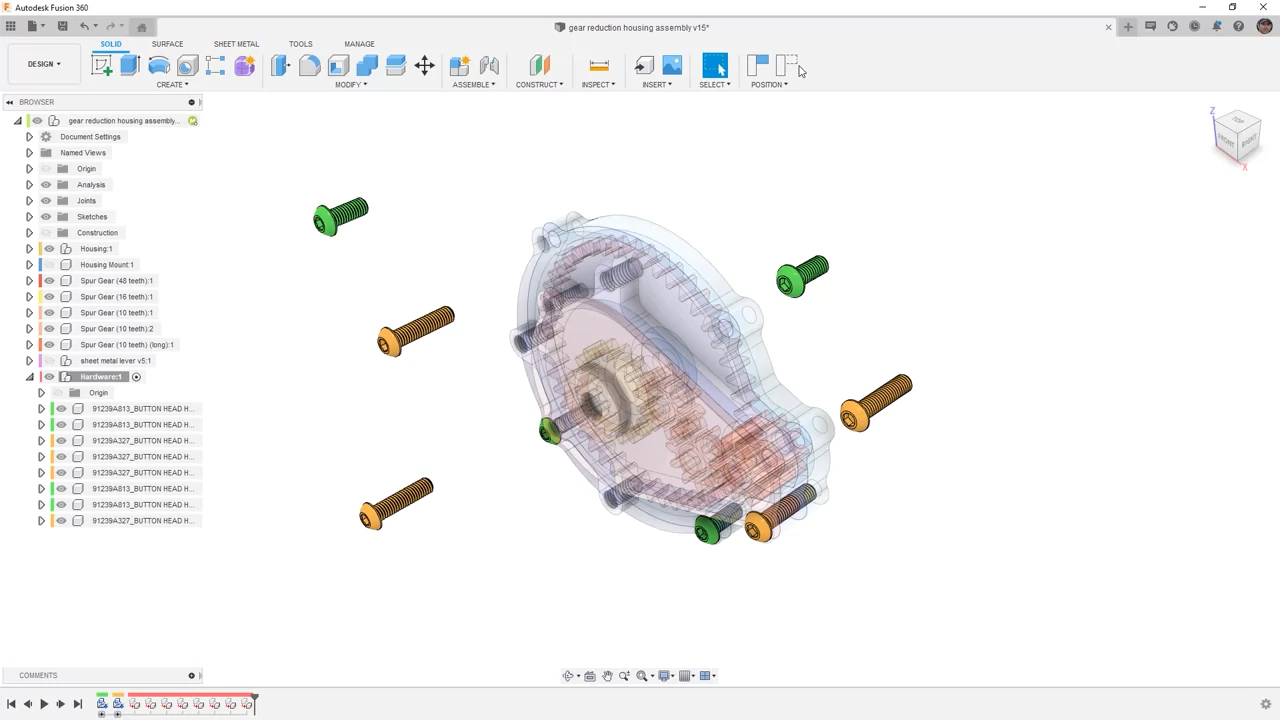 Autodesk Fusion 360
gear reduction housing assembly v15*
SOLID
SURFACE
SHEET METAL
TOOLS
MANAGE
DESIGN
CREATE
MODIFY
ASSEMBLE
CONSTRUCT
INSPECT
INSERT
SELECT
POSITION
BROWSER
gear reduction housing assembly...
Document Settings
Named Views
Origin
Analysis
Joints
Sketches
Construction
Housing:1
Housing Mount:1
Spur Gear (48 teeth):1
Spur Gear (16 teeth):1
Spur Gear (10 teeth):1
Spur Gear (10 teeth):2
Spur Gear (10 teeth) (long):1
sheet metal lever v5:1
Hardware:1
Origin
91239A813_BUTTON HEAD H...
91239A813_BUTTON HEAD H...
91239A327_BUTTON HEAD H...
91239A327_BUTTON HEAD H...
91239A327_BUTTON HEAD H...
91239A813_BUTTON HEAD H...
91239A813_BUTTON HEAD H...
91239A327_BUTTON HEAD H...
Z
TOP
FRONT
RIGHT
X
COMMENTS